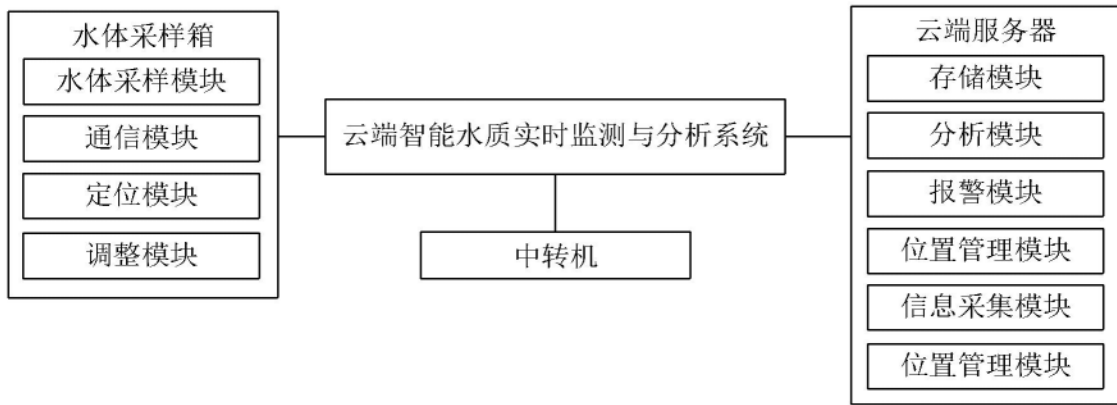 水体采样箱
水体采样模块
通信模块
定位模块
调整模块
云端智能水质实时监测与分析系统
中转机
云端服务器
存储模块
分析模块
报警模块
位置管理模块
信息采集模块
位置管理模块